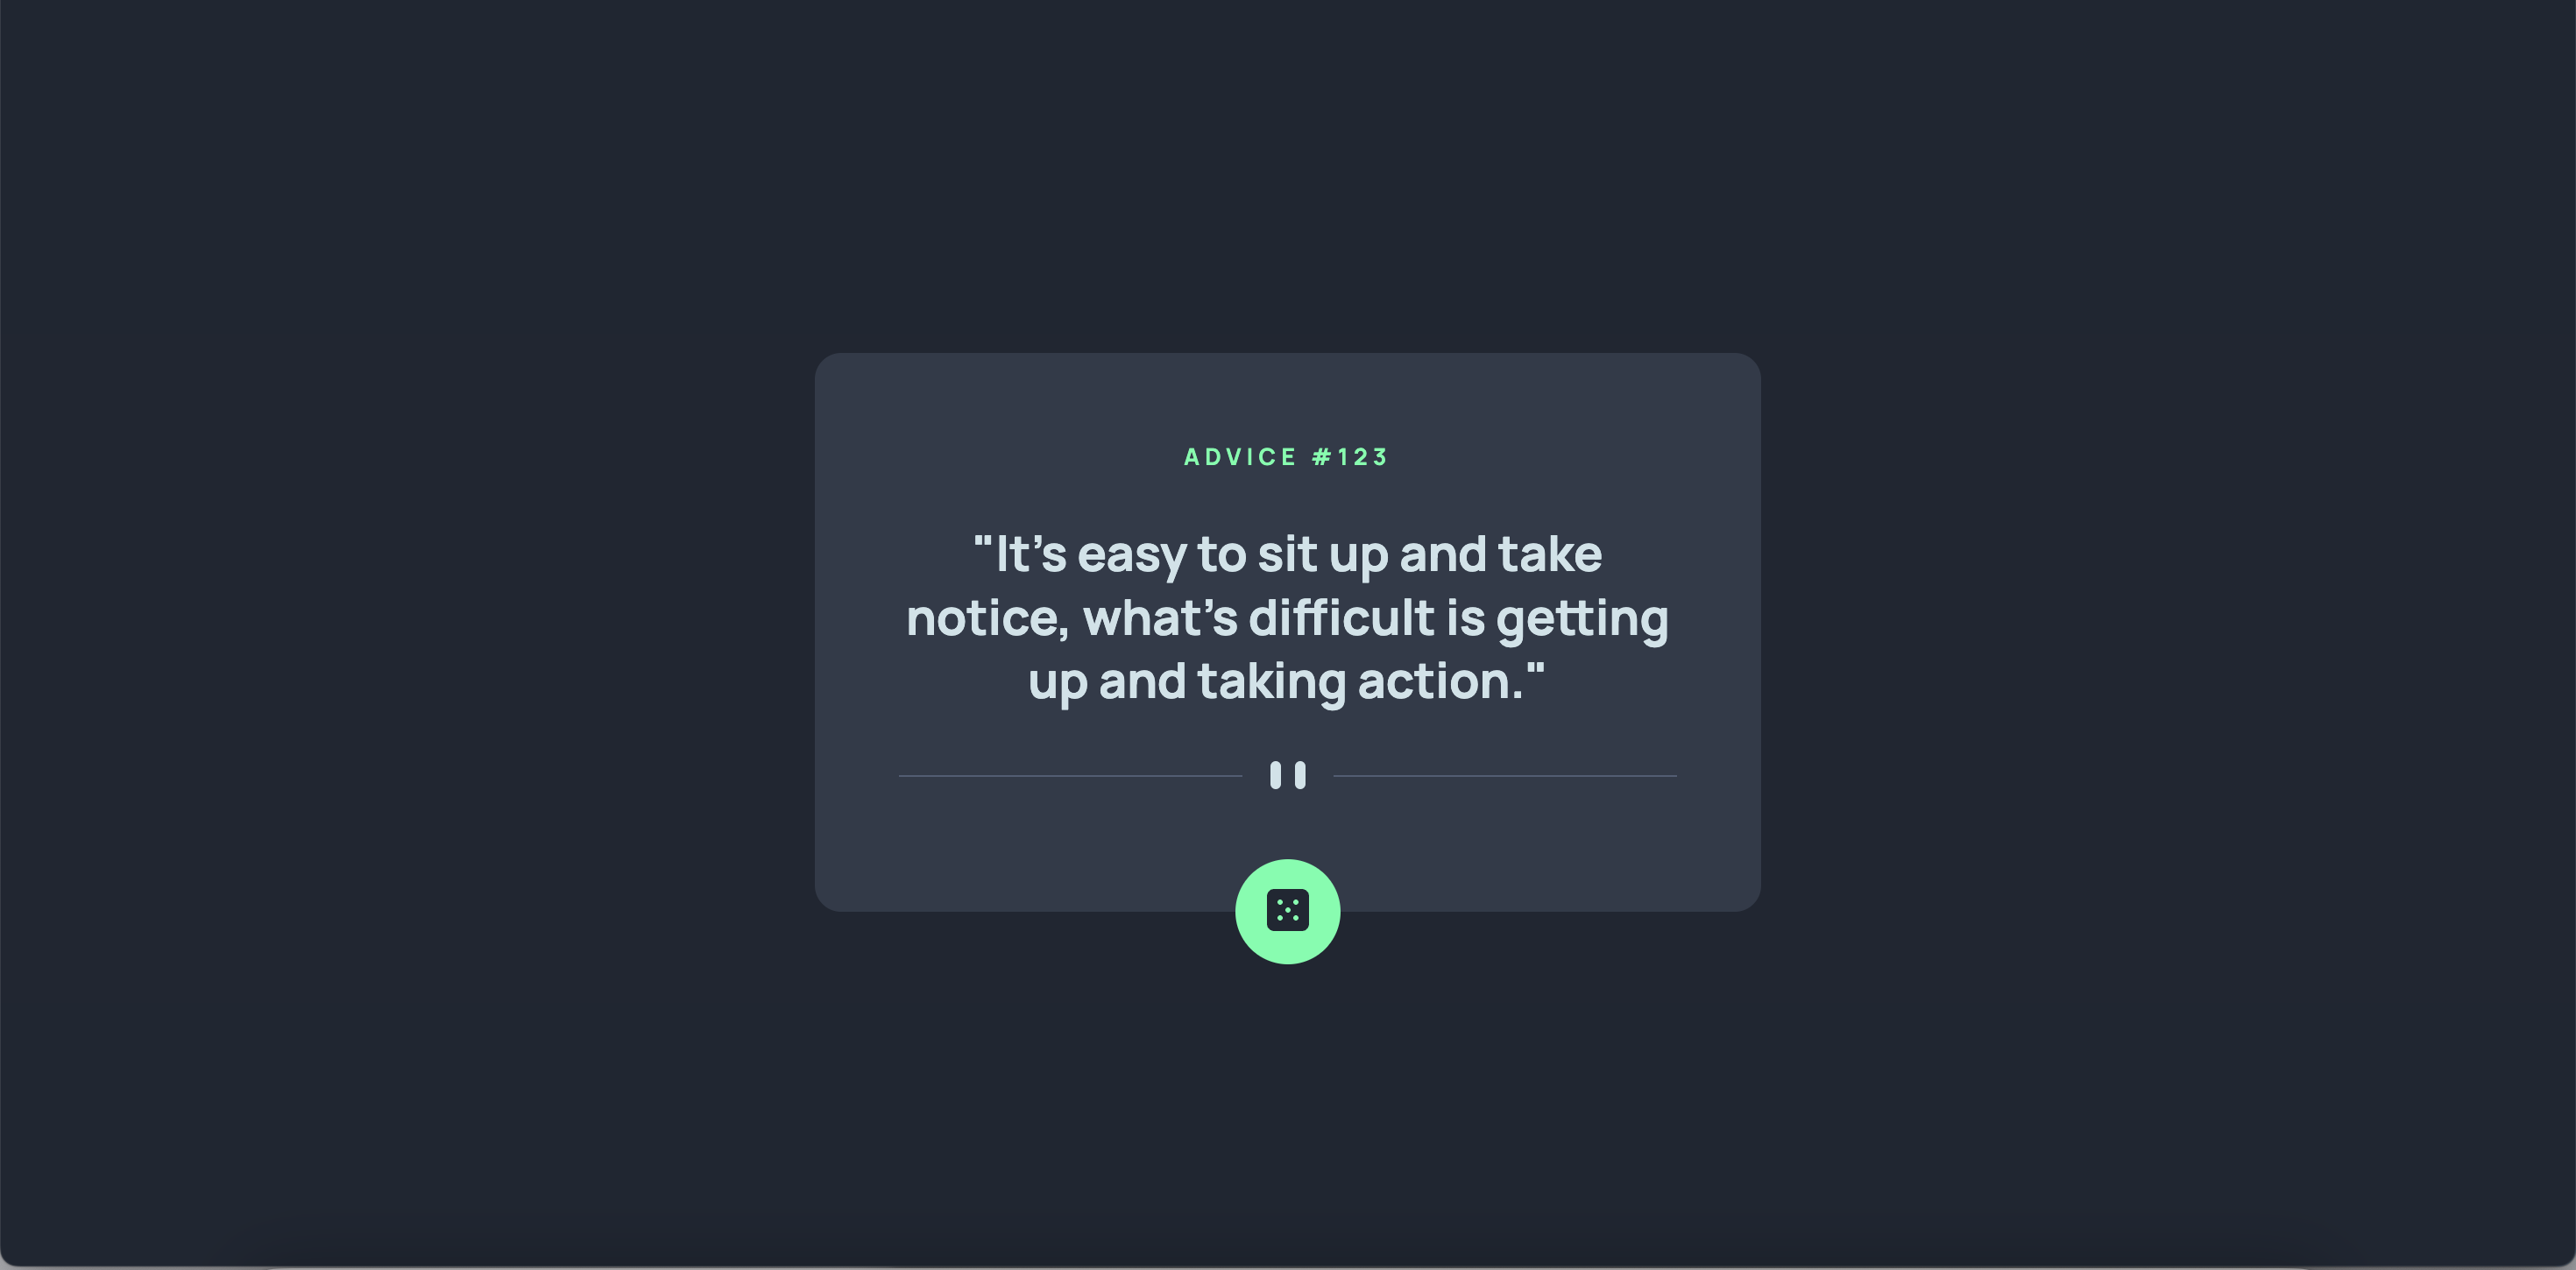 ADVICE #123
"It’s easy to sit up and take
notice, what’s difficult is getting
up and taking action."